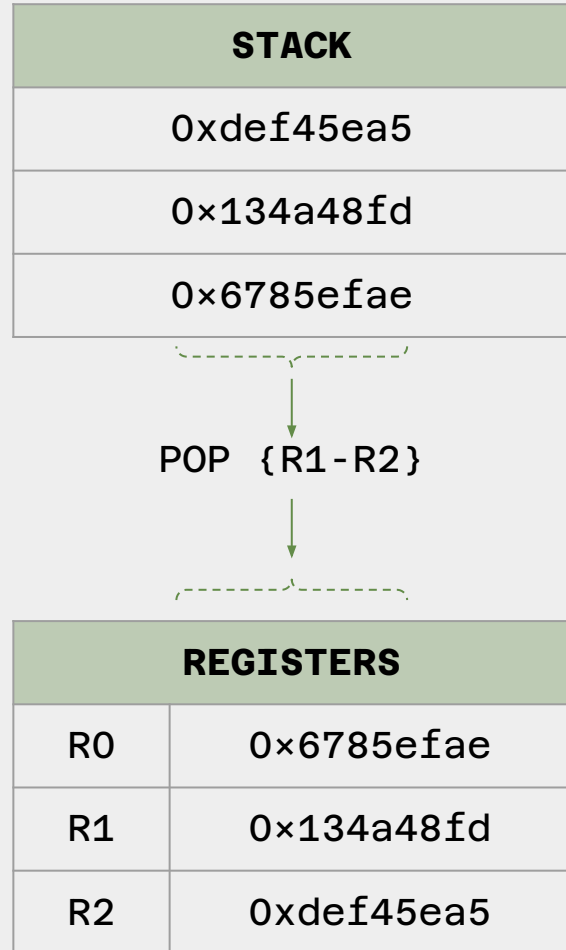 STACK
0xdef45ea5
0×134a48fd
0×6785efae
POP {R1-R2}
REGISTERS
R0 0×6785efae
R1 0×134a48fd
R2 0xdef45ea5